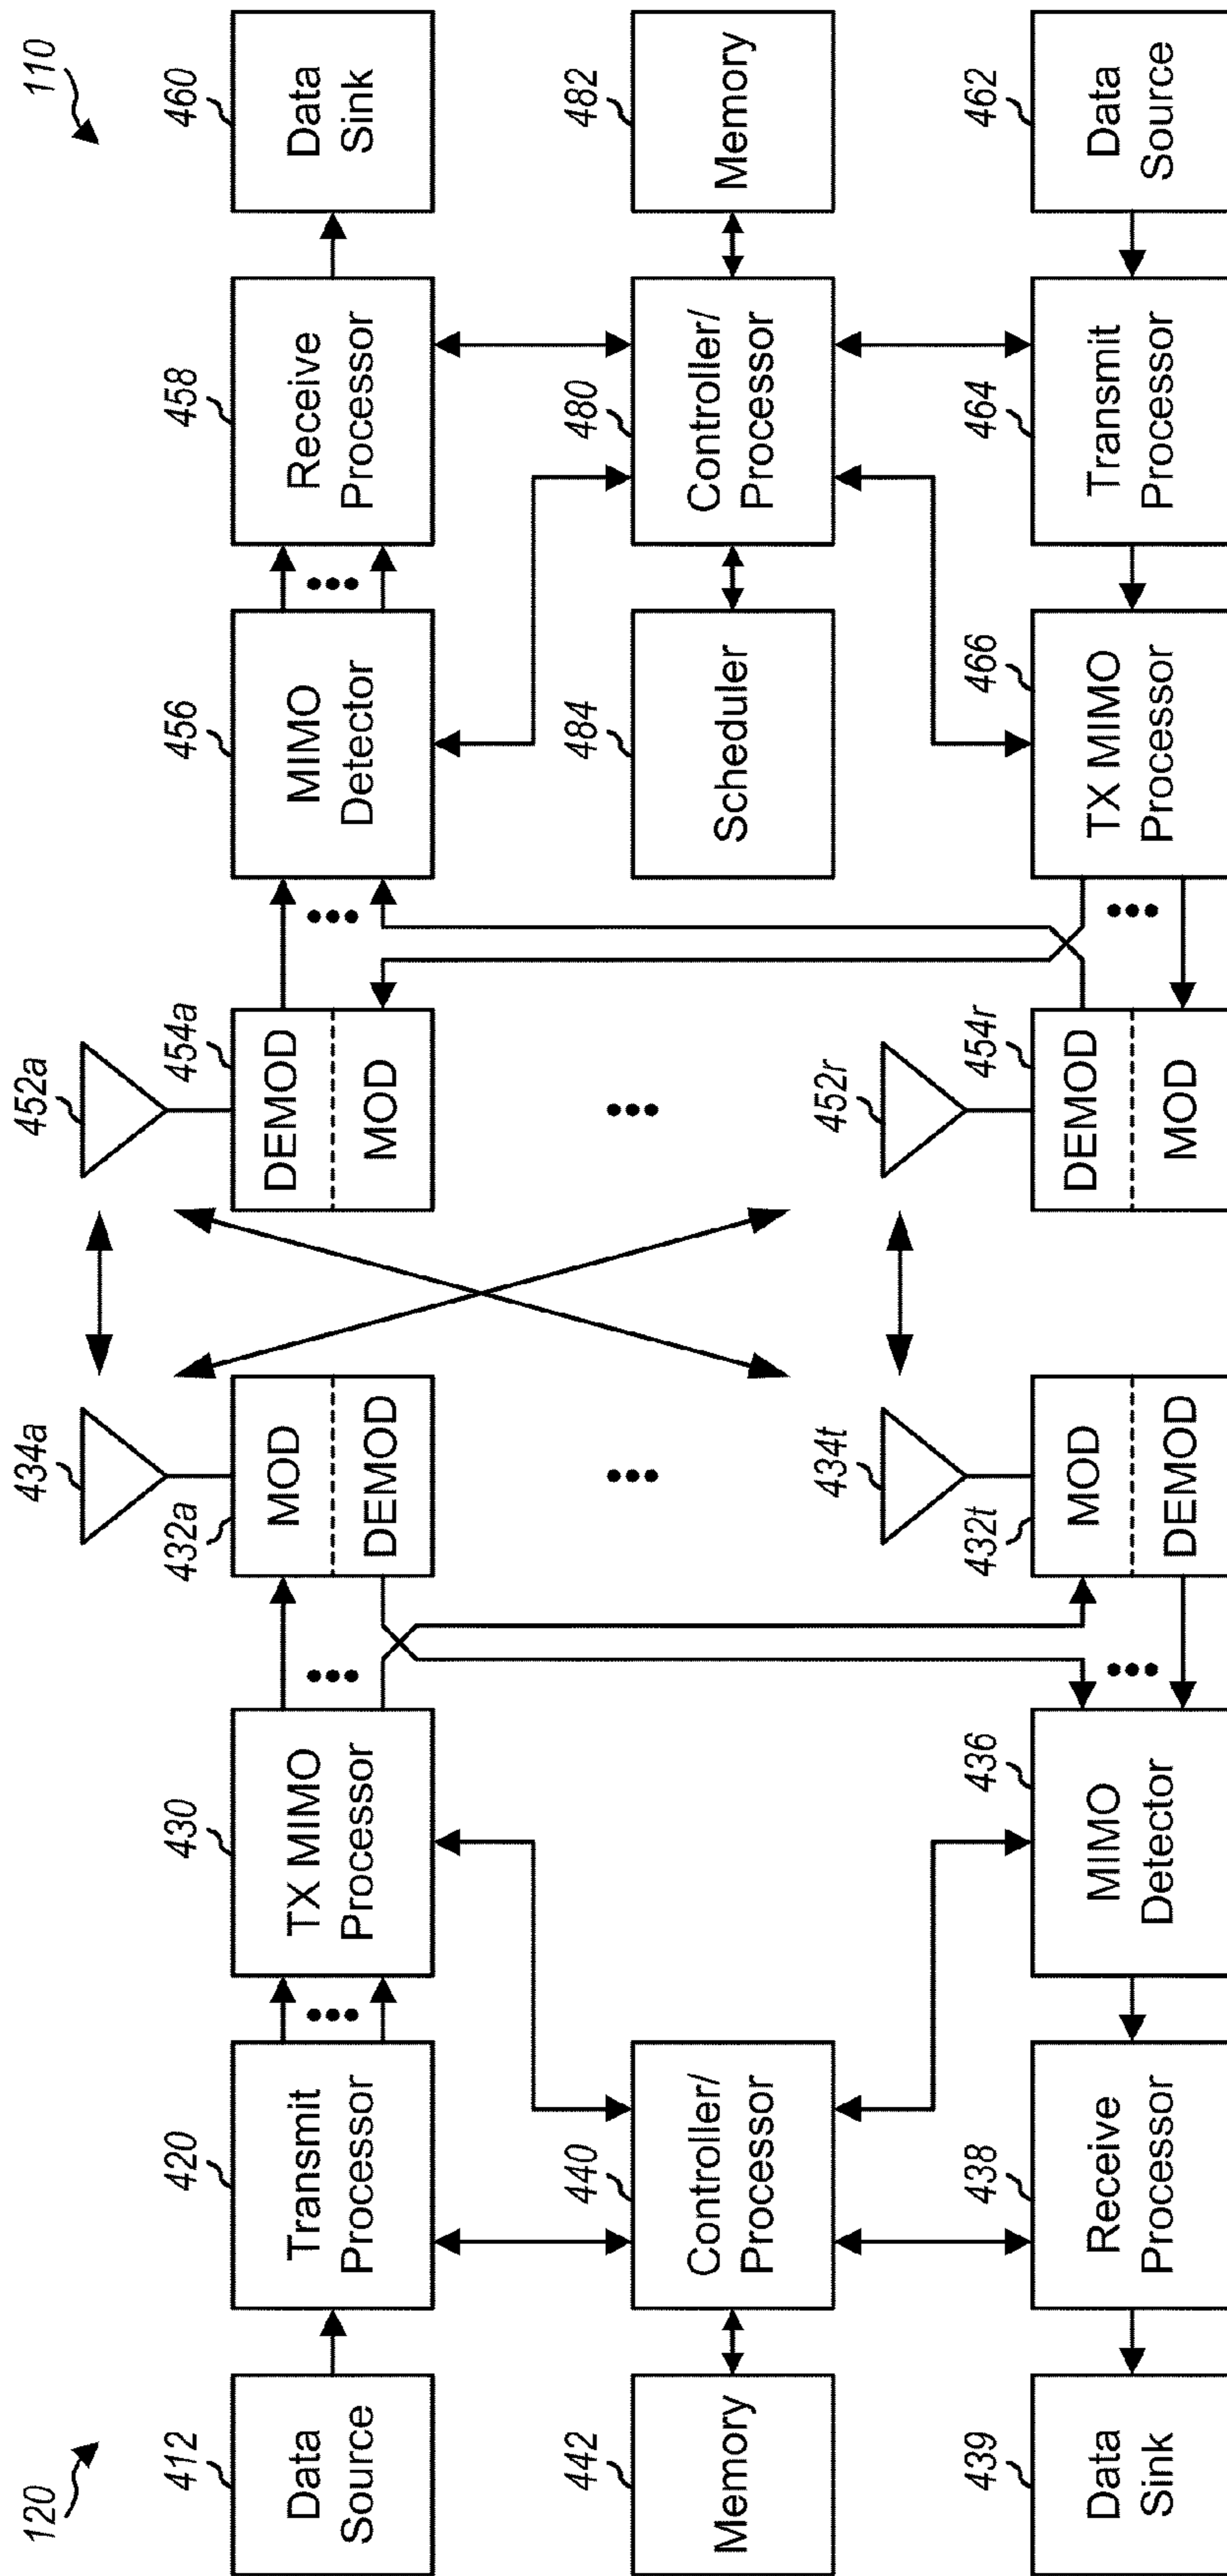 120
110
434a
452a
412
420
430
432a
454a
456
458
460
Data
Source
Transmit
Processor
TX MIMO
Processor
MOD
DEMOD
DEMOD
MOD
MIMO
Detector
Receive
Processor
Data
Sink
442
440
484
480
482
Memory
Controller/
Processor
Scheduler
Controller/
Processor
Memory
434t
452r
439
438
436
432t
454r
466
464
462
Data
Sink
Receive
Processor
MIMO
Detector
MOD
DEMOD
DEMOD
MOD
TX MIMO
Processor
Transmit
Processor
Data
Source